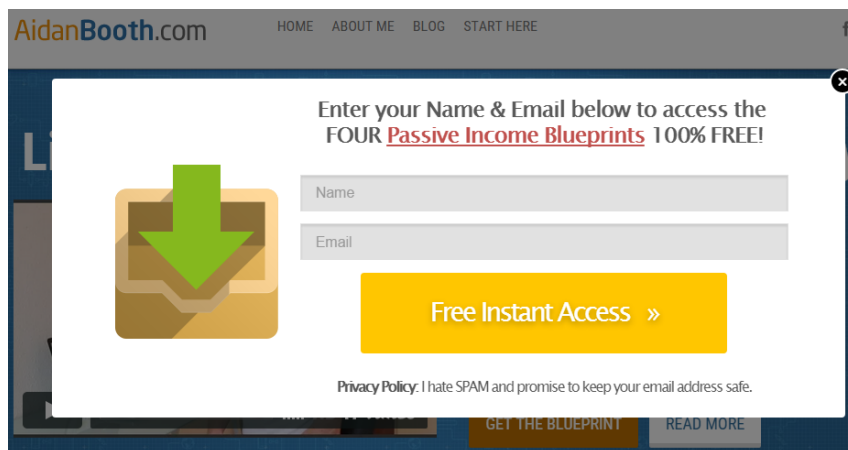 AidanBooth.com HOME ABOUT ME BLOG START HERE
Enter your Name & Email below to access the
FOUR Passive Income Blueprints 100% FREE!
Li
Name
Email
Free Instant Access »
Privacy Policy: I hate SPAM and promise to keep your email address safe.
GET THE BLUEPRINT READ MORE